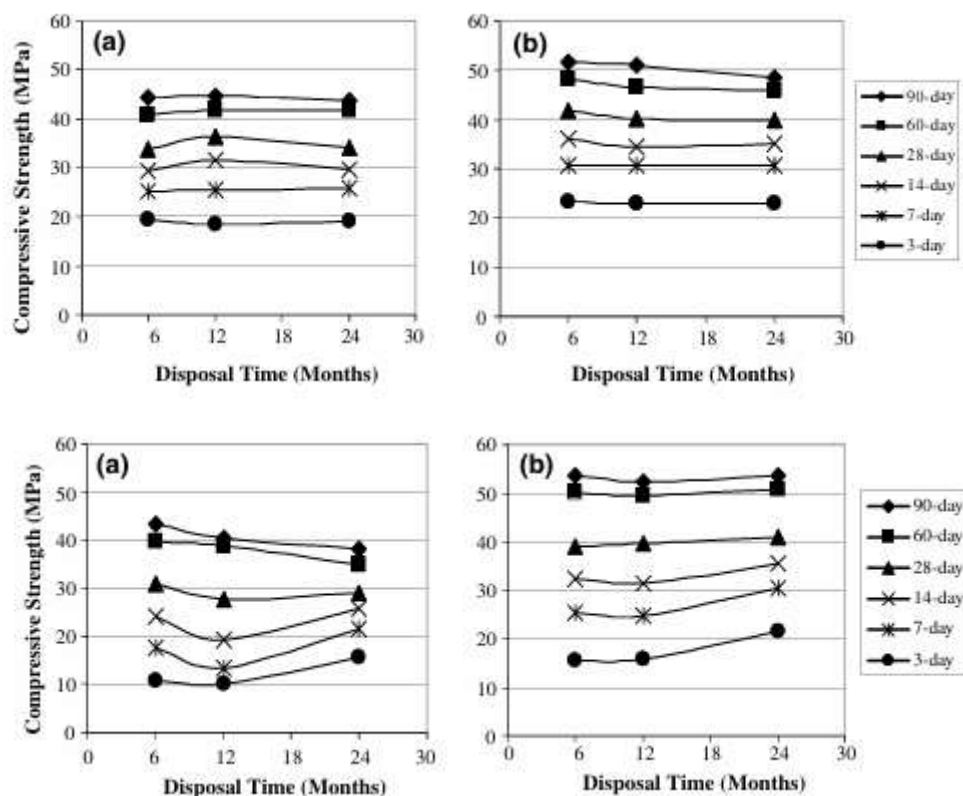 (a)
Compressive Strength (MPa)
60
50
40
30
20
10
0
0 6 12 18 24 30
Disposal Time (Months)
(b)
60
50
40
30
20
10
0
0 6 12 18 24 30
Disposal Time (Months)
90-day
60-day
28-day
14-day
7-day
3-day
(a)
Compressive Strength (MPa)
60
50
40
30
20
10
0
0 6 12 18 24 30
Disposal Time (Months)
(b)
60
50
40
30
20
10
0
0 6 12 18 24 30
Disposal Time (Months)
90-day
60-day
28-day
14-day
7-day
3-day